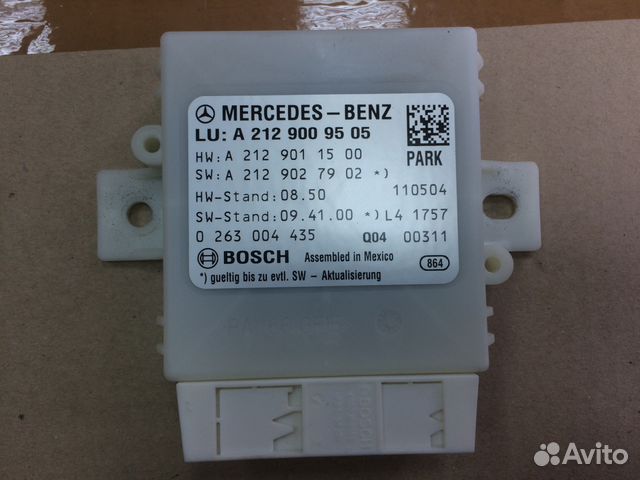 MERCEDES-BENZ
LU: A 212 900 95 05
HW: A 212 901 15 00
PARK
SW: A 212 902 79 02 *)
HW-Stand: 08.50 110504
SW-Stand: 09.41.00 *) L4 1757
0 263 004 435 Q04 00311
BOSCH Assembled in Mexico 864
*) gueltig bis zu evtl. SW - Aktualisierung
Avito